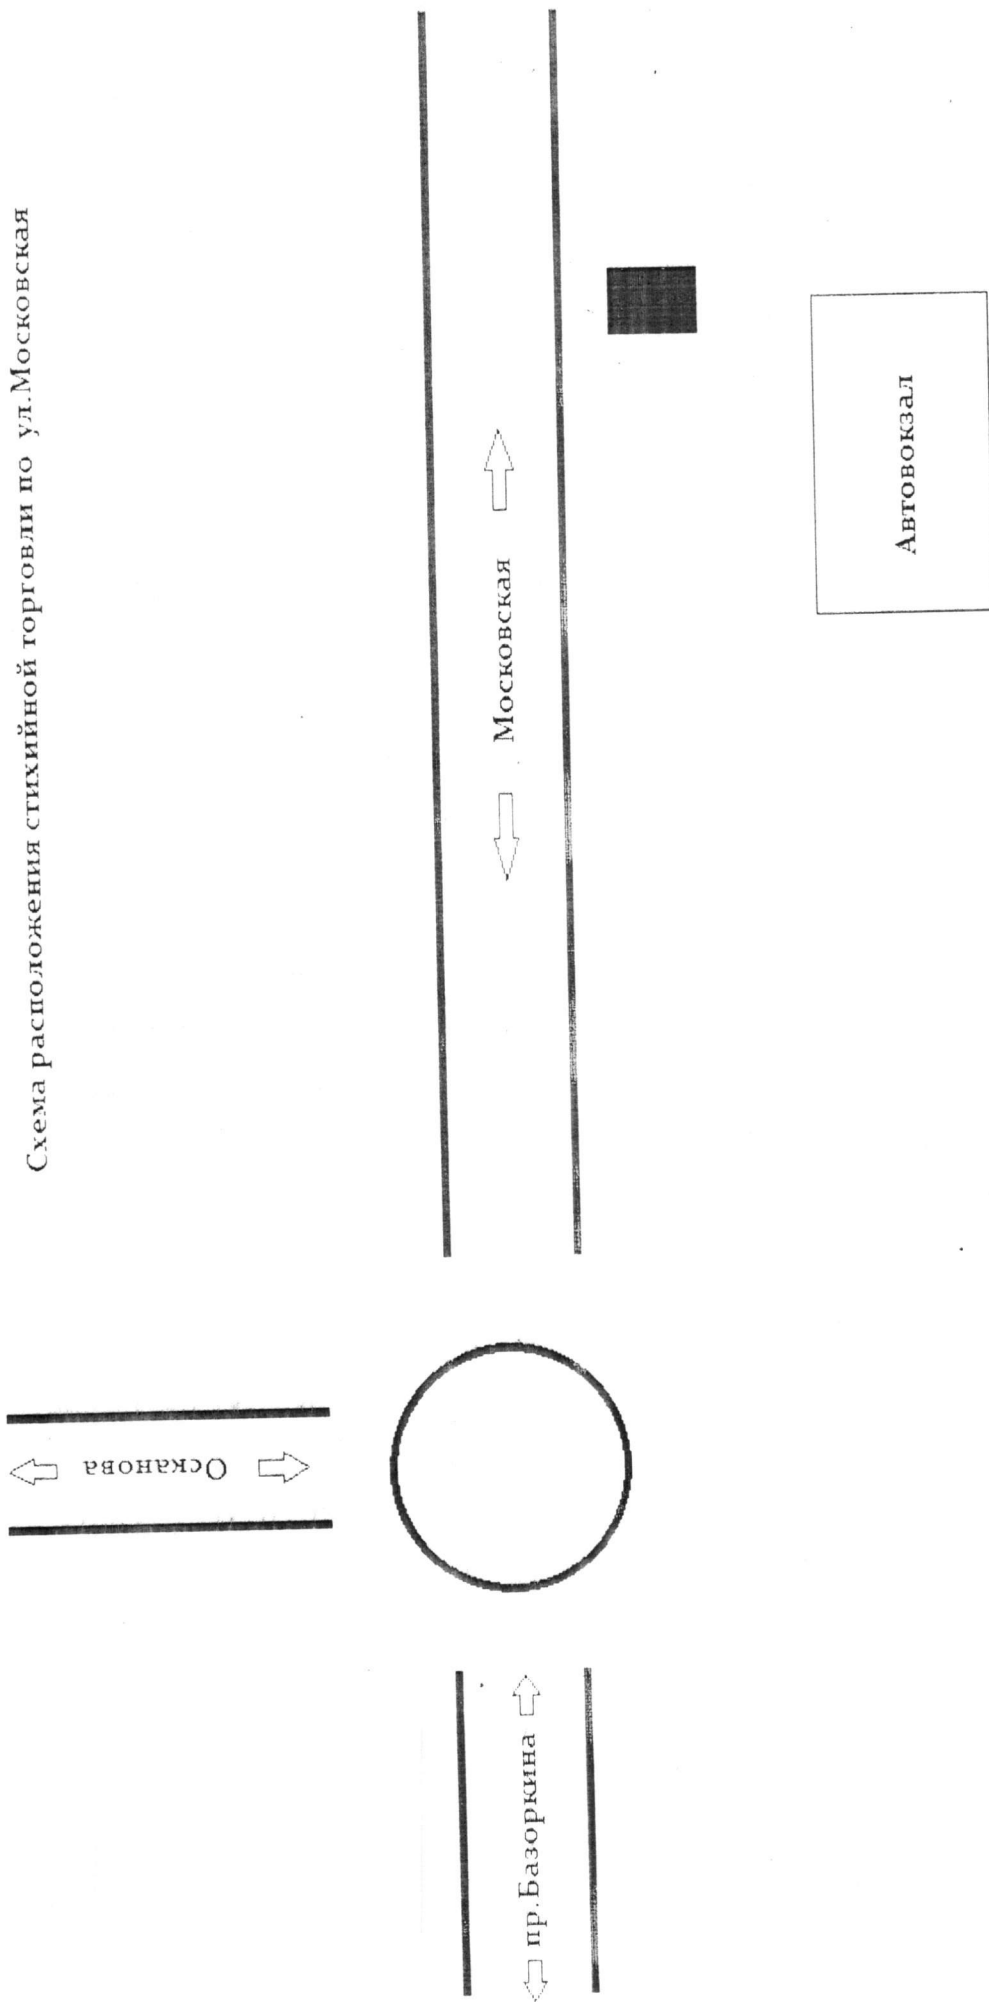 Схема расположения стихийной торговли по ул.Московская
Осканова
пр.Базоркина
Московская
Автовокзал